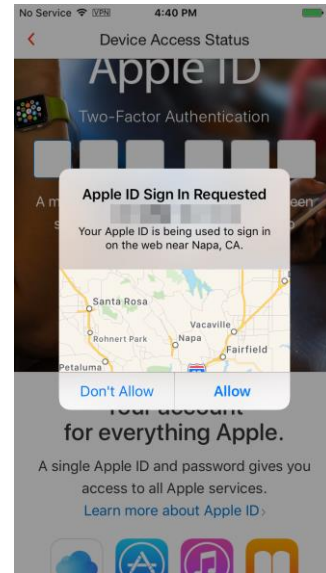 No Service VPN 4:40 PM
Device Access Status
Apple ID
Two-Factor Authentication
A m
een
s
Apple ID Sign In Requested
Your Apple ID is being used to sign in
on the web near Napa, CA.
Santa Rosa
Vacaville
Rohnert Park
Napa
Fairfield
Petaluma
80
Don't Allow Allow
Your account
for everything Apple.
A single Apple ID and password gives you
access to all Apple services.
Learn more about Apple ID›